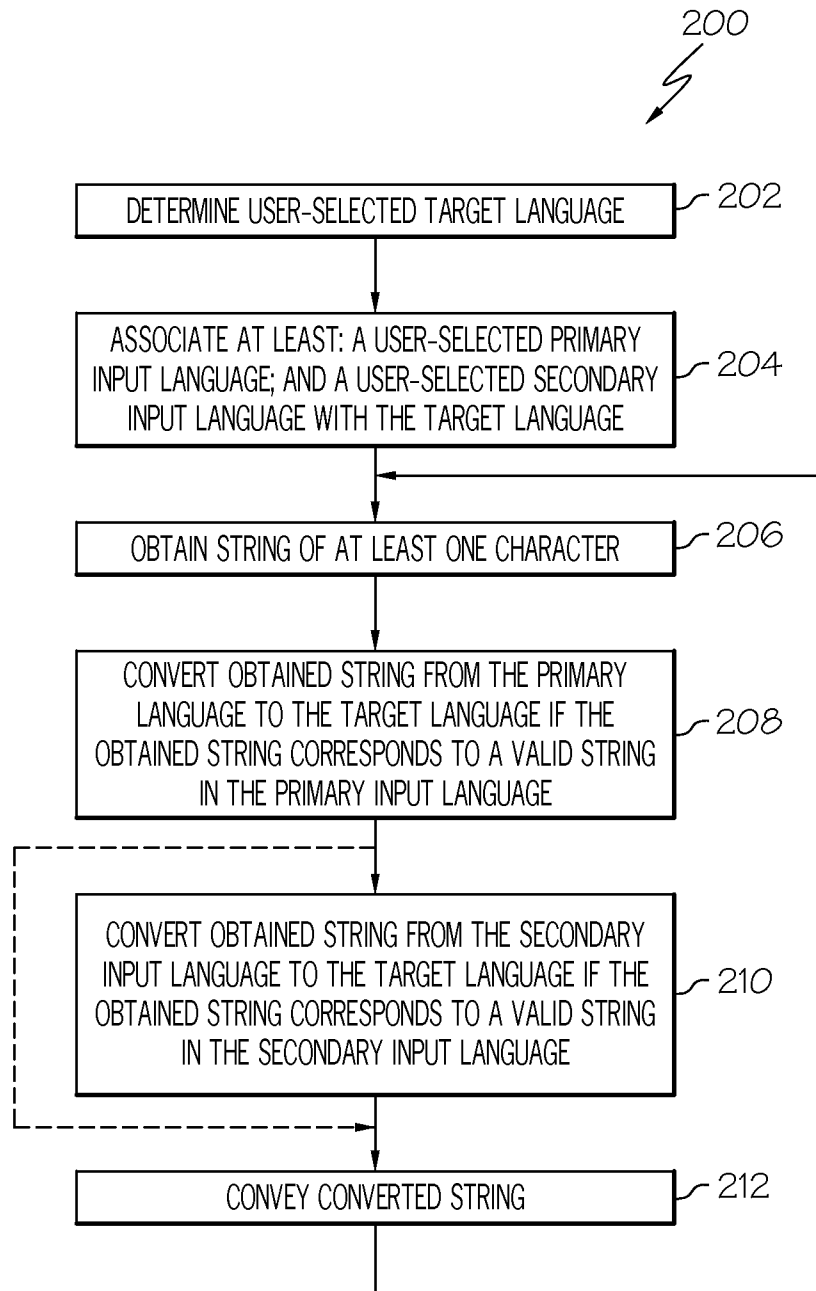 200
DETERMINE USER-SELECTED TARGET LANGUAGE
202
ASSOCIATE AT LEAST: A USER-SELECTED PRIMARY
INPUT LANGUAGE; AND A USER-SELECTED SECONDARY
INPUT LANGUAGE WITH THE TARGET LANGUAGE
204
OBTAIN STRING OF AT LEAST ONE CHARACTER
206
CONVERT OBTAINED STRING FROM THE PRIMARY
LANGUAGE TO THE TARGET LANGUAGE IF THE
OBTAINED STRING CORRESPONDS TO A VALID STRING
IN THE PRIMARY INPUT LANGUAGE
208
CONVERT OBTAINED STRING FROM THE SECONDARY
INPUT LANGUAGE TO THE TARGET LANGUAGE IF THE
OBTAINED STRING CORRESPONDS TO A VALID STRING
IN THE SECONDARY INPUT LANGUAGE
210
CONVEY CONVERTED STRING
212